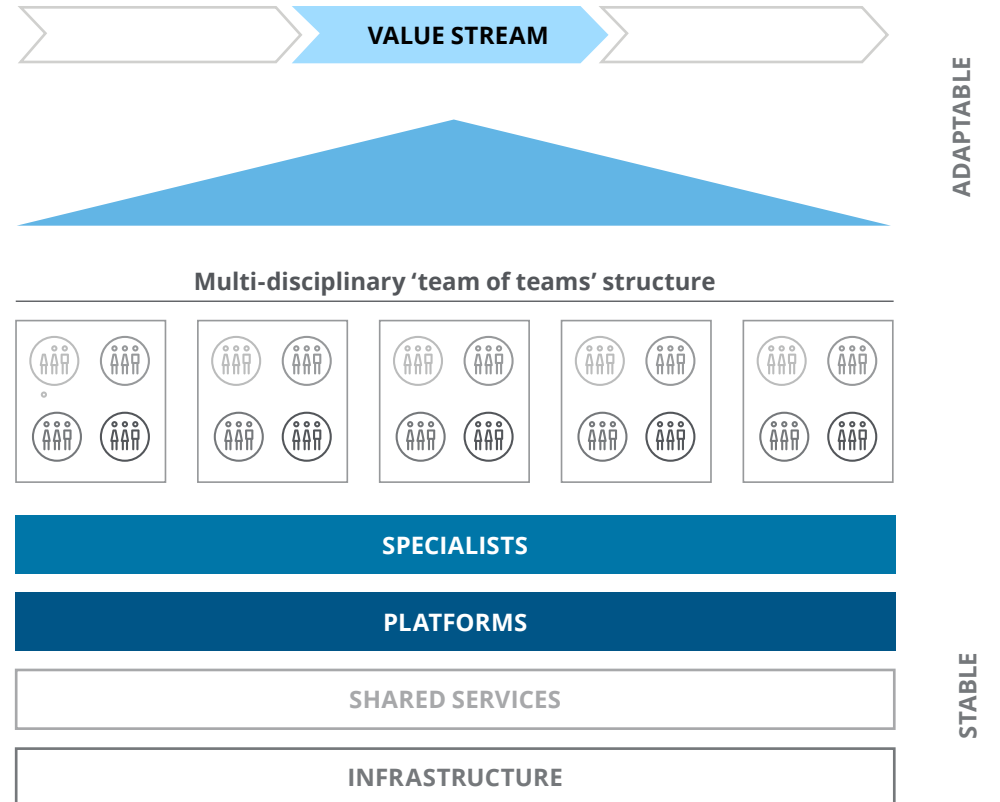 VALUE STREAM
ADAPTABLE
Multi-disciplinary ‘team of teams’ structure
SPECIALISTS
PLATFORMS
SHARED SERVICES
STABLE
INFRASTRUCTURE